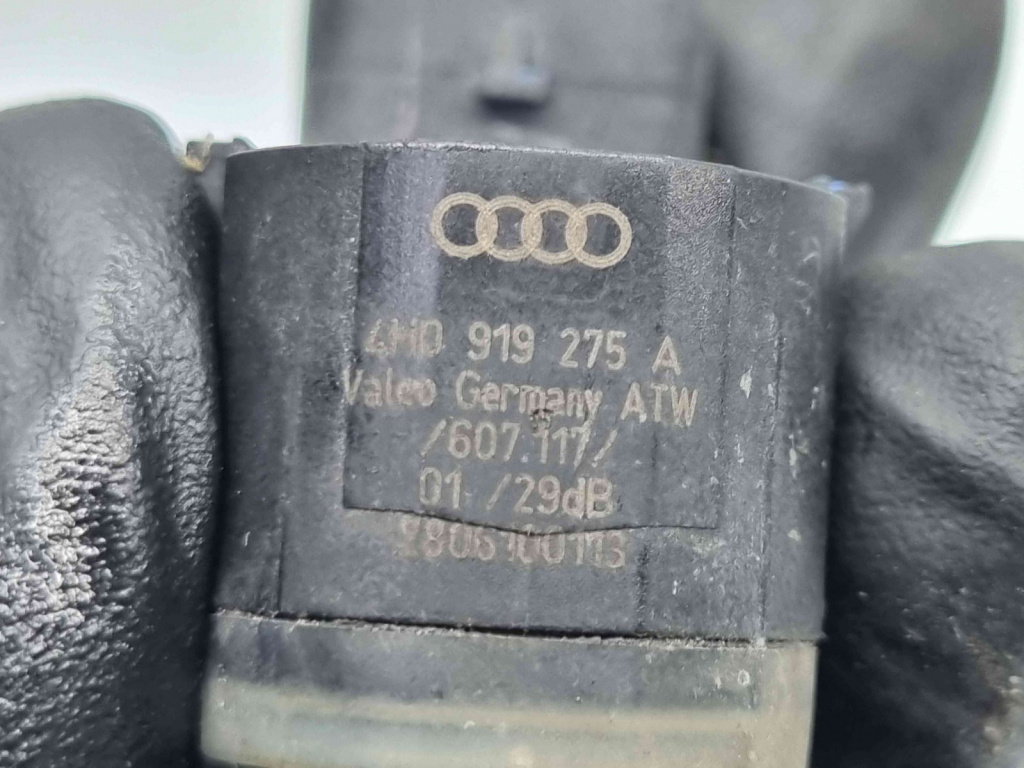 4H0 919 275 A
Valeo Germany ATW
/607.117/
01 /29dB